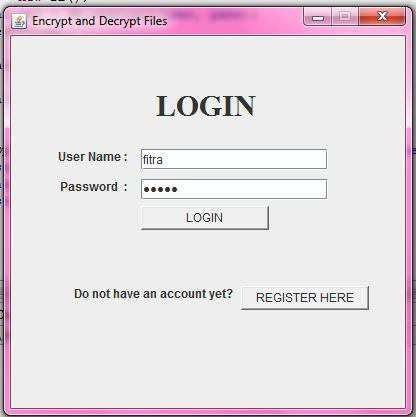 Encrypt and Decrypt Files
LOGIN
User Name : fitra
Password : •••••
LOGIN
Do not have an account yet? REGISTER HERE